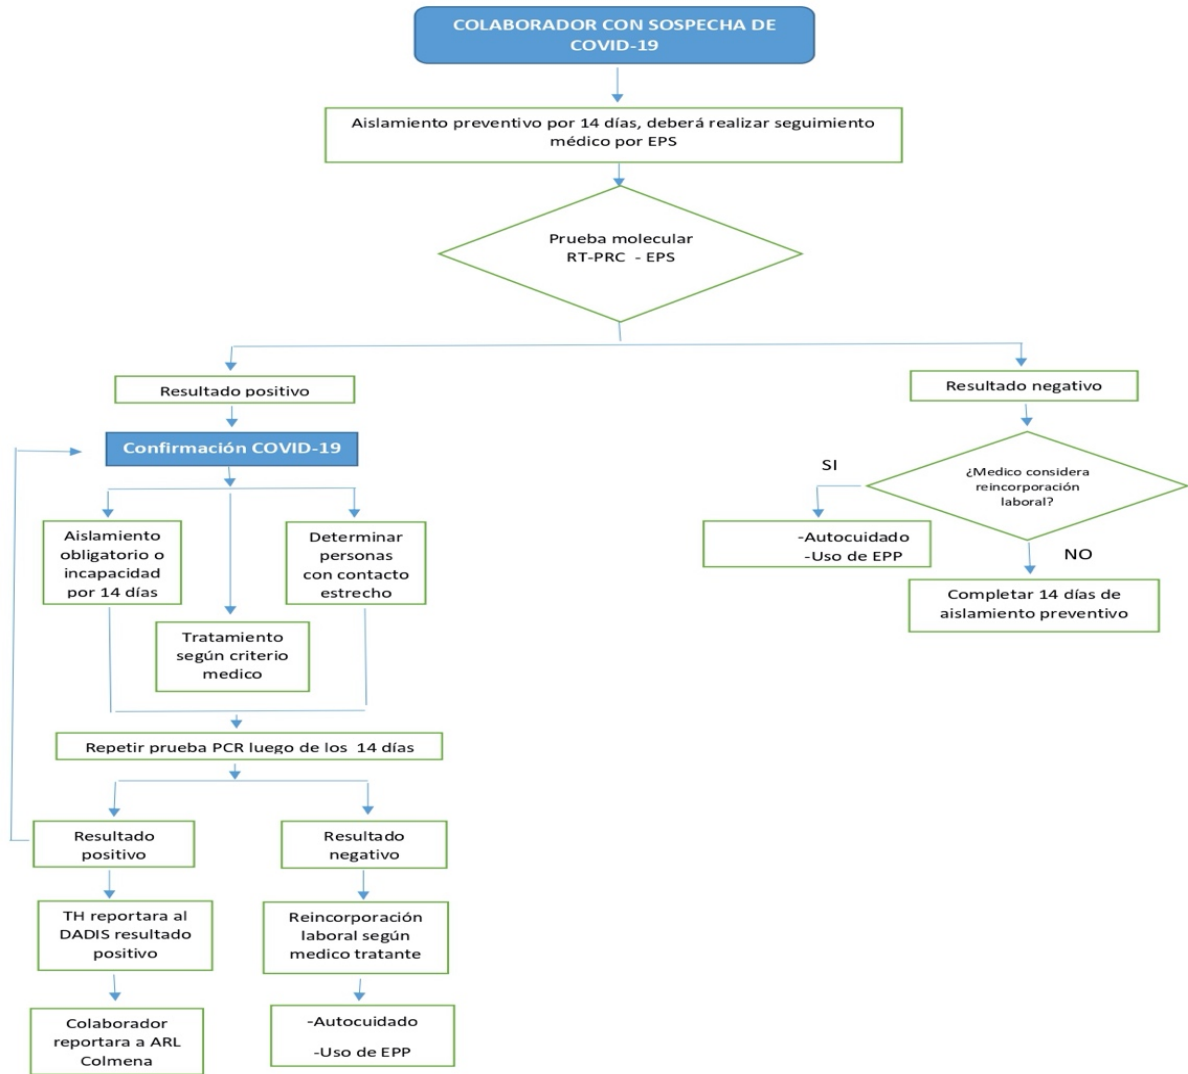 COLABORADOR CON SOSPECHA DE
COVID-19
Aislamiento preventivo por 14 días, deberá realizar seguimiento
médico por EPS
Prueba molecular
RT-PRC - EPS
Resultado positivo
Resultado negativo
Confirmación COVID-19
SI
¿Medico considera
reincorporación
laboral?
-Autocuidado
-Uso de EPP
NO
Completar 14 días de
aislamiento preventivo
Aislamiento
obligatorio o
incapacidad
por 14 días
Determinar
personas
con contacto
estrecho
Tratamiento
según criterio
medico
Repetir prueba PCR luego de los 14 días
Resultado
positivo
Resultado
negativo
TH reportara al
DADIS resultado
positivo
Reincorporación
laboral según
medico tratante
Colaborador
reportara a ARL
Colmena
-Autocuidado
-Uso de EPP